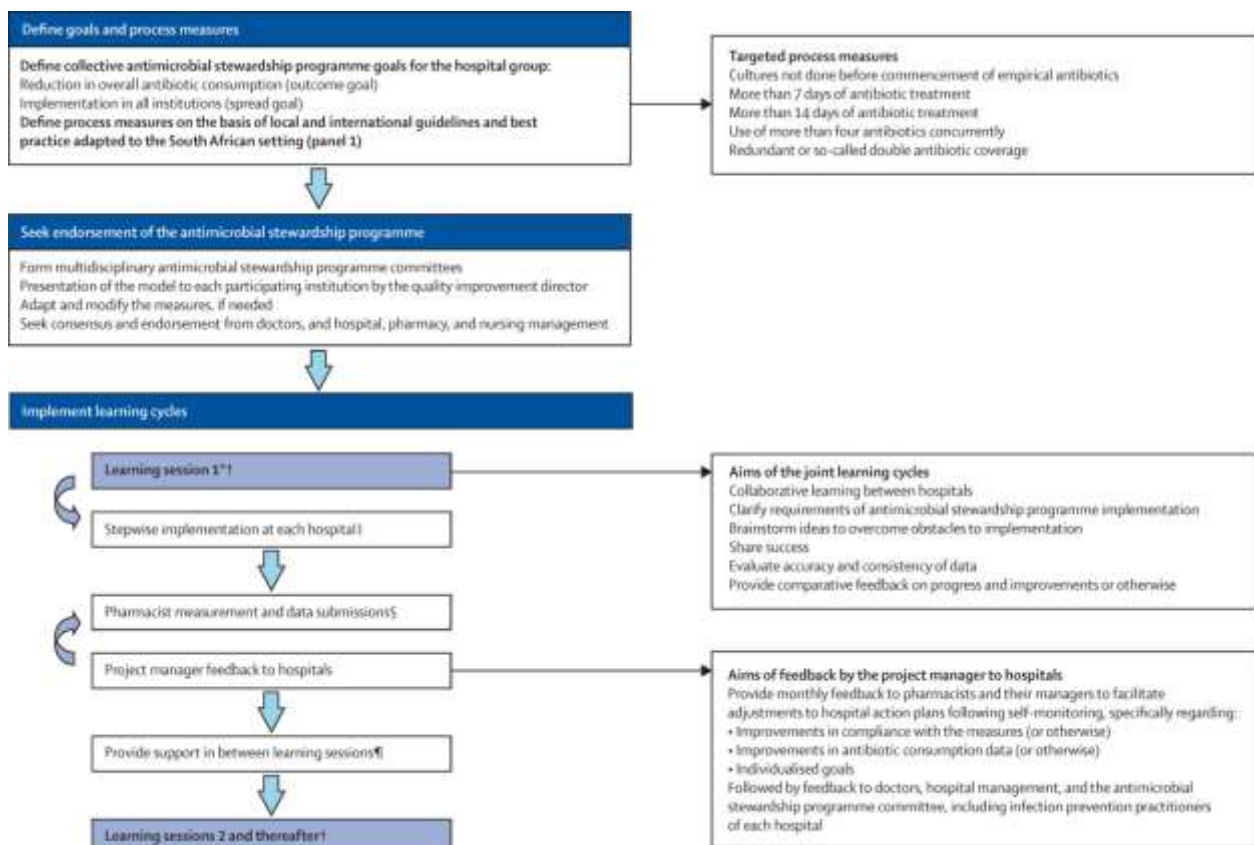 Define goals and process measures
Define collective antimicrobial stewardship programme goals for the hospital group:
Reduction in overall antibiotic consumption (outcome goal)
Implementation in all institutions (spread goal)
Define process measures on the basis of local and international guidelines and best
practice adapted to the South African setting (panel 1)
Targeted process measures
Cultures not done before commencement of empirical antibiotics
More than 7 days of antibiotic treatment
More than 14 days of antibiotic treatment
Use of more than four antibiotics concurrently
Redundant or so-called double antibiotic coverage
Seek endorsement of the antimicrobial stewardship programme
Form multidisciplinary antimicrobial stewardship programme committees
Presentation of the model to each participating institution by the quality improvement director
Adapt and modify the measures, if needed
Seek consensus and endorsement from doctors, and hospital, pharmacy, and nursing management
Implement learning cycles
Learning session 1*†
Stepwise implementation at each hospital‡
Pharmacist measurement and data submissions§
Project manager feedback to hospitals
Provide support in between learning sessions¶
Learning sessions 2 and thereafter†
Aims of the joint learning cycles
Collaborative learning between hospitals
Clarify requirements of antimicrobial stewardship programme implementation
Brainstorm ideas to overcome obstacles to implementation
Share success
Evaluate accuracy and consistency of data
Provide comparative feedback on progress and improvements or otherwise
Aims of feedback by the project manager to hospitals
Provide monthly feedback to pharmacists and their managers to facilitate
adjustments to hospital action plans following self-monitoring, specifically regarding:
• Improvements in compliance with the measures (or otherwise)
• Improvements in antibiotic consumption data (or otherwise)
• Individualised goals
Followed by feedback to doctors, hospital management, and the antimicrobial
stewardship programme committee, including infection prevention practitioners
of each hospital